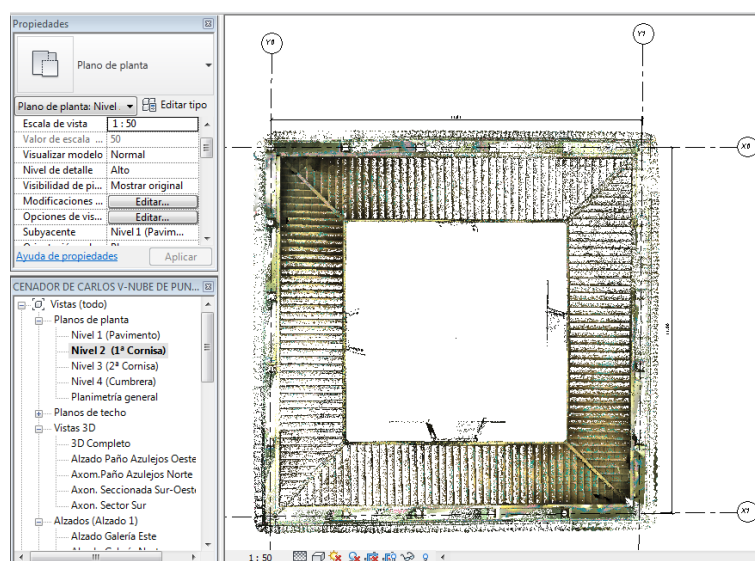 Propiedades
Plano de planta
Plano de planta: Nivel
Editar tipo
Escala de vista 1 : 50
Valor de escala ... 50
Visualizar modelo Normal
Nivel de detalle Alto
Visibilidad de pi... Mostrar original
Modificaciones ... Editar...
Opciones de vis... Editar...
Subyacente Nivel 1 (Pavim...
Ayuda de propiedades
Aplicar
CENADOR DE CARLOS V-NUBE DE PUN...
Vistas (todo)
Planos de planta
Nivel 1 (Pavimento)
Nivel 2 (1ª Cornisa)
Nivel 3 (2ª Cornisa)
Nivel 4 (Cumbrera)
Planimetría general
Planos de techo
Vistas 3D
3D Completo
Alzado Paño Azulejos Oeste
Axom.Paño Azulejos Norte
Axon. Seccionada Sur-Oest
Axon. Sector Sur
Alzados (Alzado 1)
Alzado Galería Este
Y0
Y1
X0
X1
1 : 50